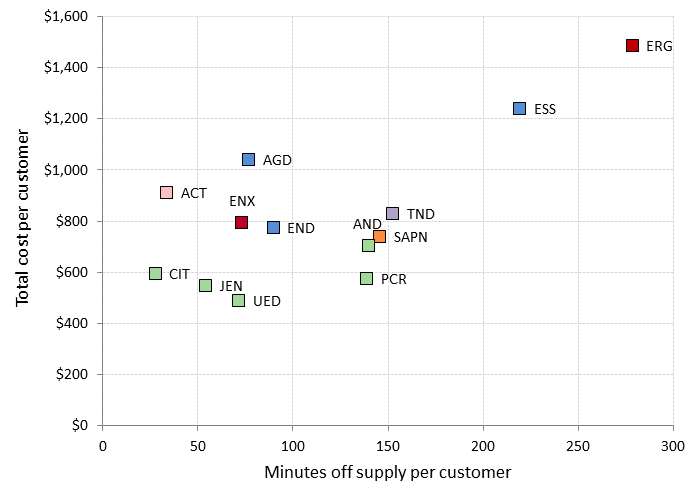 $1,600
$1,400
$1,200
$1,000
$800
$600
$400
$200
$0
Total cost per customer
ERG
ESS
AGD
ACT
ENX
TND
AND
END
SAPN
CIT
PCR
JEN
UED
0 50 100 150 200 250 300
Minutes off supply per customer